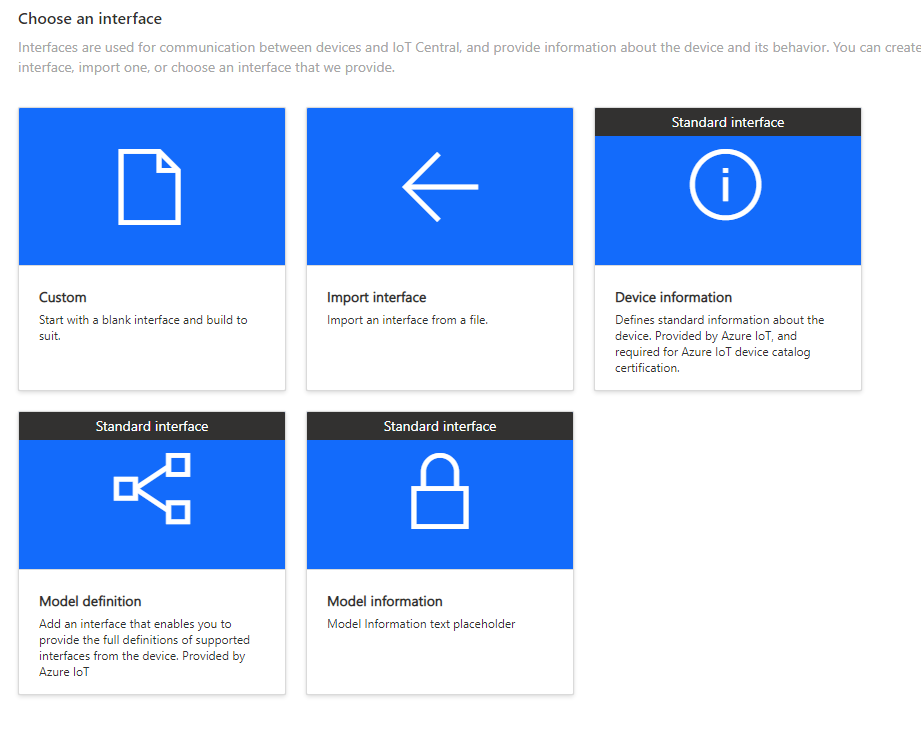 Choose an interface
Interfaces are used for communication between devices and IoT Central, and provide information about the device and its behavior. You can create
interface, import one, or choose an interface that we provide.
Custom
Start with a blank interface and build to
suit.
Import interface
Import an interface from a file.
Standard interface
i
Device information
Defines standard information about the
device. Provided by Azure IoT, and
required for Azure IoT device catalog
certification.
Standard interface
Model definition
Add an interface that enables you to
provide the full definitions of supported
interfaces from the device. Provided by
Azure IoT
Standard interface
Model information
Model Information text placeholder